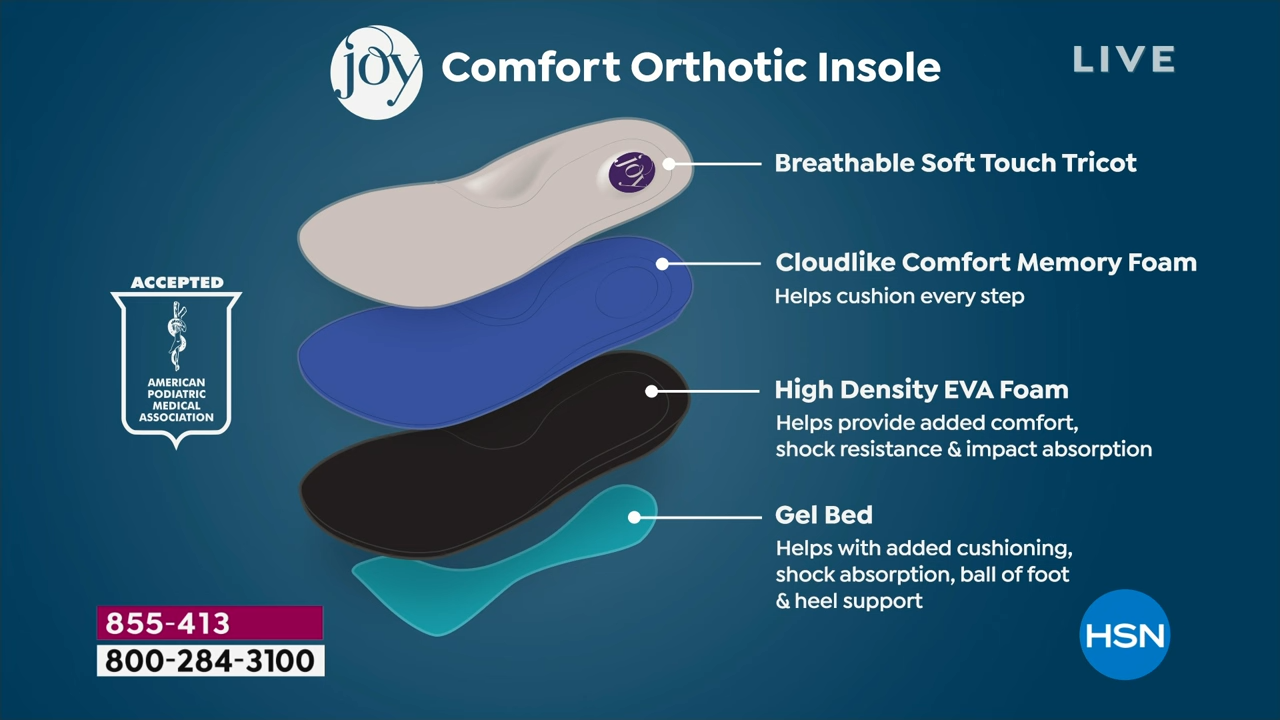 joy Comfort Orthotic Insole
LIVE
joy
Breathable Soft Touch Tricot
Cloudlike Comfort Memory Foam
Helps cushion every step
ACCEPTED
AMERICAN
PODIATRIC
MEDICAL
ASSOCIATION
High Density EVA Foam
Helps provide added comfort,
shock resistance & impact absorption
Gel Bed
Helps with added cushioning,
shock absorption, ball of foot
& heel support
855-413
800-284-3100
HSN